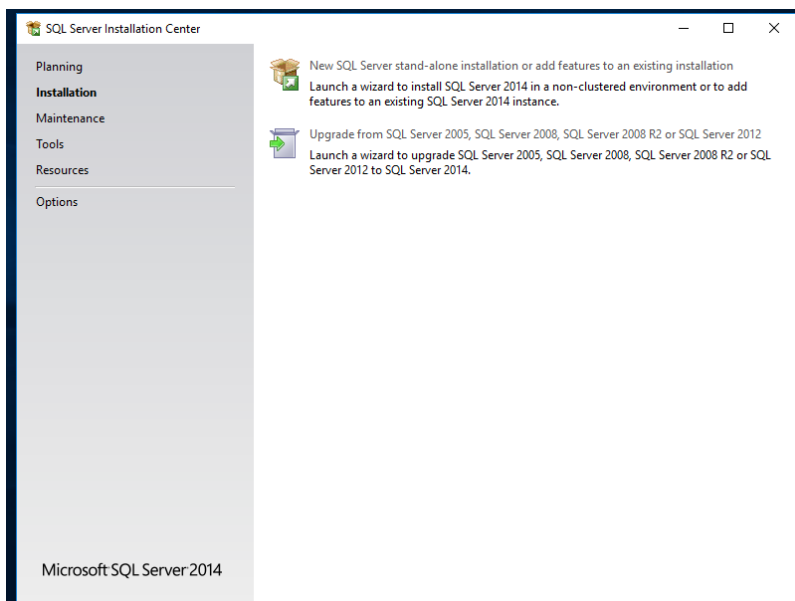 SQL Server Installation Center
Planning
Installation
Maintenance
Tools
Resources
Options
New SQL Server stand-alone installation or add features to an existing installation
Launch a wizard to install SQL Server 2014 in a non-clustered environment or to add
features to an existing SQL Server 2014 instance.
Upgrade from SQL Server 2005, SQL Server 2008, SQL Server 2008 R2 or SQL Server 2012
Launch a wizard to upgrade SQL Server 2005, SQL Server 2008, SQL Server 2008 R2 or SQL
Server 2012 to SQL Server 2014.
Microsoft SQL Server 2014